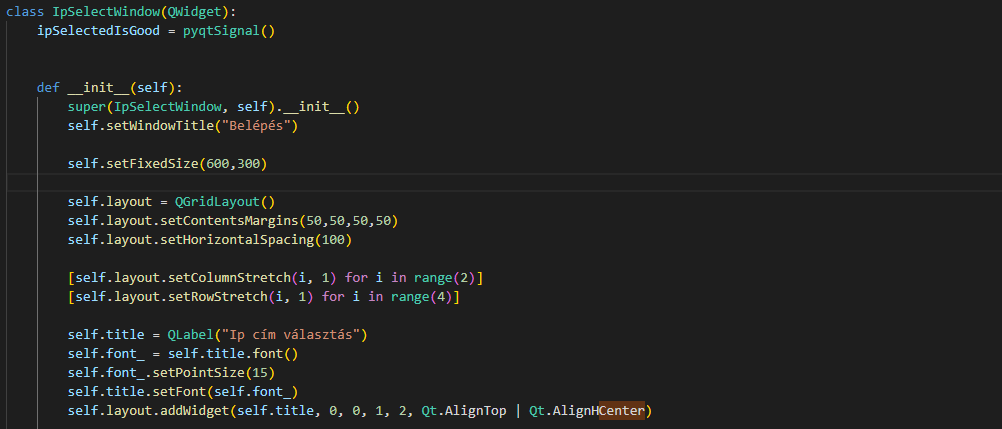 class IpSelectWindow(QWidget):
    ipSelectedIsGood = pyqtSignal()
    def __init__(self):
        super(IpSelectWindow, self).__init__()
        self.setWindowTitle("Belépés")
        self.setFixedSize(600,300)
        self.layout = QGridLayout()
        self.layout.setContentsMargins(50,50,50,50)
        self.layout.setHorizontalSpacing(100)
        [self.layout.setColumnStretch(i, 1) for i in range(2)]
        [self.layout.setRowStretch(i, 1) for i in range(4)]
        self.title = QLabel("Ip cím választás")
        self.font_ = self.title.font()
        self.font_.setPointSize(15)
        self.title.setFont(self.font_)
        self.layout.addWidget(self.title, 0, 0, 1, 2, Qt.AlignTop | Qt.AlignHCenter)